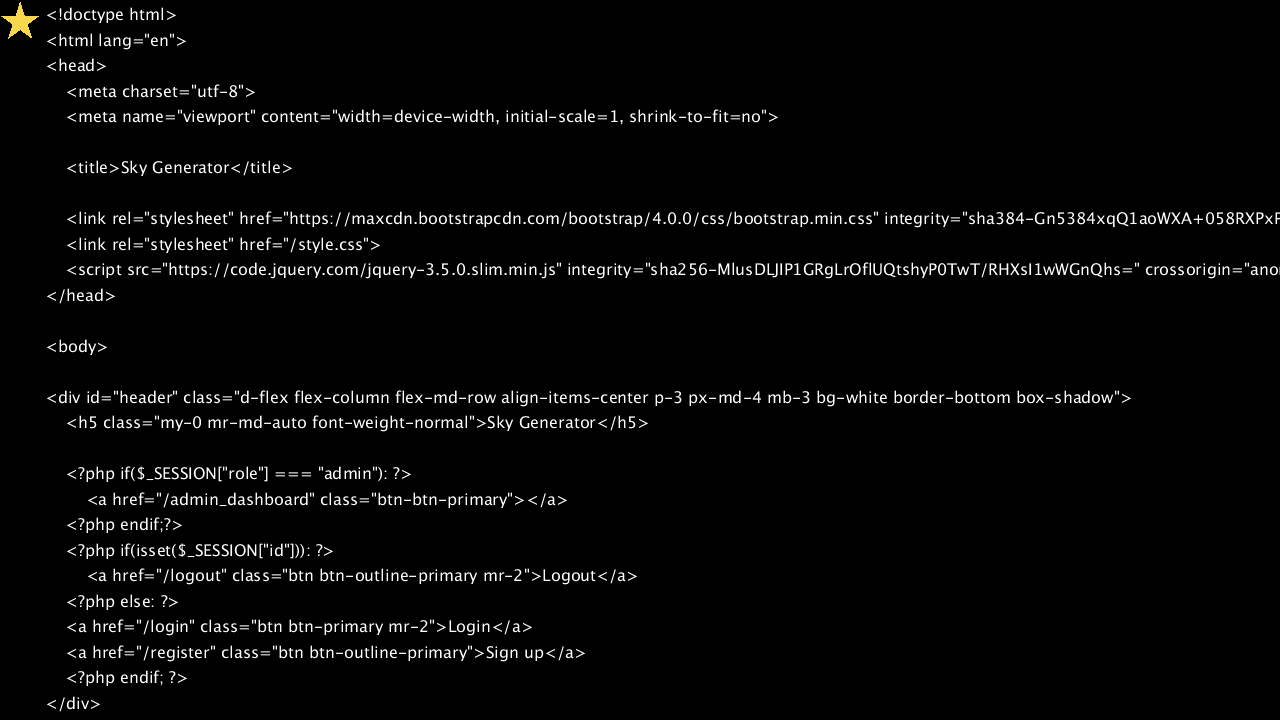 <!doctype html>
<html lang="en">
<head>
<meta charset="utf-8">
<meta name="viewport" content="width=device-width, initial-scale=1, shrink-to-fit=no">
<title>Sky Generator</title>
<link rel="stylesheet" href="https://maxcdn.bootstrapcdn.com/bootstrap/4.0.0/css/bootstrap.min.css" integrity="sha384-Gn5384xqQ1aoWXA+058RXPxP
<link rel="stylesheet" href="/style.css">
<script src="https://code.jquery.com/jquery-3.5.0.slim.min.js" integrity="sha256-MlusDLJIP1GRgLrOflUQtshyP0TwT/RHXsI1wWGnQhs=" crossorigin="ano
</head>
<body>
<div id="header" class="d-flex flex-column flex-md-row align-items-center p-3 px-md-4 mb-3 bg-white border-bottom box-shadow">
<h5 class="my-0 mr-md-auto font-weight-normal">Sky Generator</h5>
<?php if($_SESSION["role"] === "admin"): ?>
<a href="/admin_dashboard" class="btn-btn-primary"></a>
<?php endif;?>
<?php if(isset($_SESSION["id"])): ?>
<a href="/logout" class="btn btn-outline-primary mr-2">Logout</a>
<?php else: ?>
<a href="/login" class="btn btn-primary mr-2">Login</a>
<a href="/register" class="btn btn-outline-primary">Sign up</a>
<?php endif; ?>
</div>